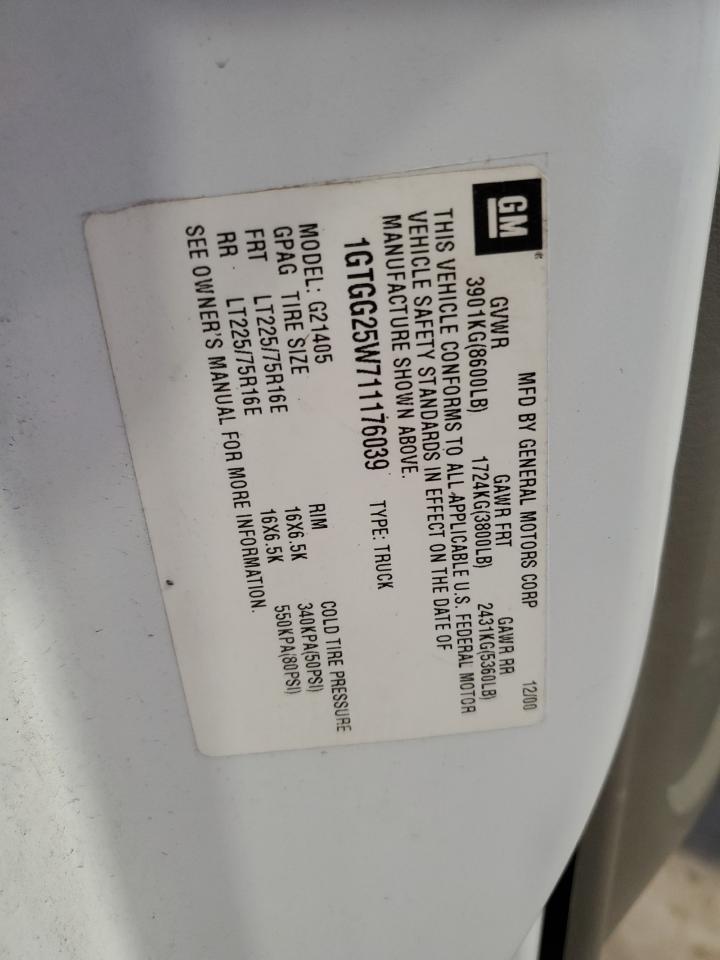 GM
MFD BY GENERAL MOTORS CORP 12/00
GVWR GAWR FRT GAWR RR
3901KG(8600LB) 1724KG(3800LB) 2431KG(5360LB)
THIS VEHICLE CONFORMS TO ALL APPLICABLE U.S. FEDERAL MOTOR
VEHICLE SAFETY STANDARDS IN EFFECT ON THE DATE OF
MANUFACTURE SHOWN ABOVE.
1GTGG25W711176039 TYPE: TRUCK
MODEL: G21405
GPAG TIRE SIZE RIM COLD TIRE PRESSURE
FRT LT225/75R16E 16X6.5K 340KPA(50PSI)
RR LT225/75R16E 16X6.5K 550KPA(80PSI)
SEE OWNER'S MANUAL FOR MORE INFORMATION.